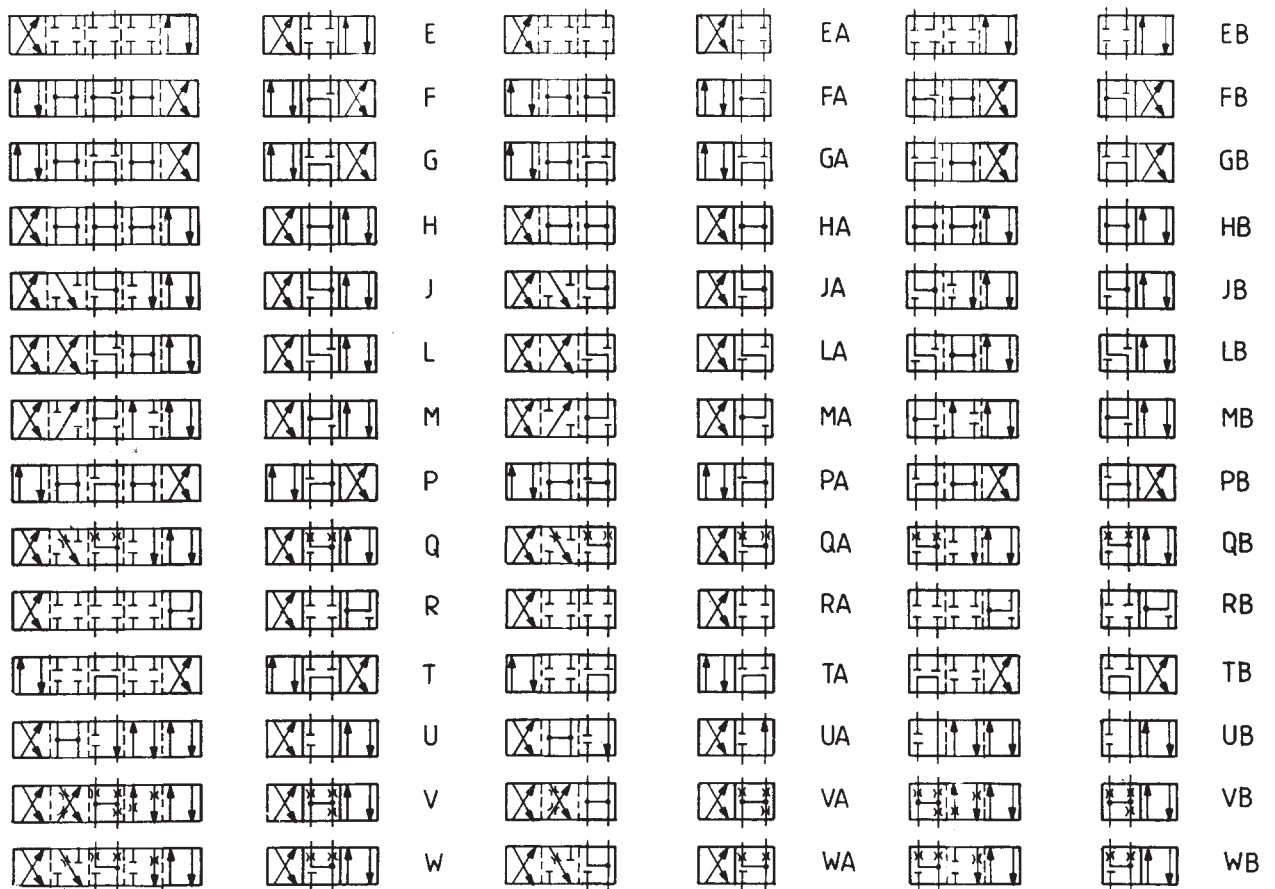 E EA EB
F FA FB
G GA GB
H HA HB
J JA JB
L LA LB
M MA MB
P PA PB
Q QA QB
R RA RB
T TA TB
U UA UB
V VA VB
W WA WB